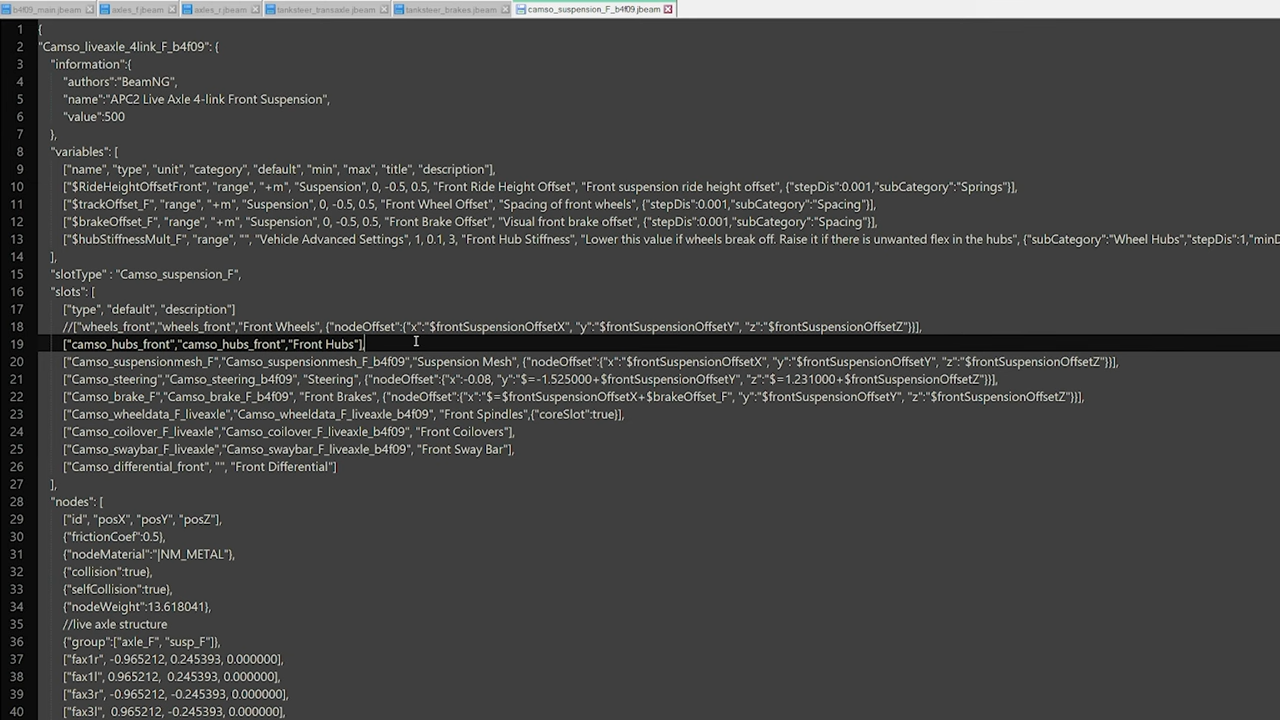 b4f09_main.jbeam axles_f.jbeam axles_r.jbeam tanksteer_transaxle.jbeam tanksteer_brakes.jbeam camso_suspension_F_b4f09.jbeam
1 {
2 "Camso_liveaxle_4link_F_b4f09": {
3 "information":{
4 "authors":"BeamNG",
5 "name":"APC2 Live Axle 4-link Front Suspension",
6 "value":500
7 },
8 "variables": [
9 ["name", "type", "unit", "category", "default", "min", "max", "title", "description"],
10 ["$RideHeightOffsetFront", "range", "+m", "Suspension", 0, -0.5, 0.5, "Front Ride Height Offset", "Front suspension ride height offset", {"stepDis":0.001,"subCategory":"Springs"}],
11 ["$trackOffset_F", "range", "+m", "Suspension", 0, -0.5, 0.5, "Front Wheel Offset", "Spacing of front wheels", {"stepDis":0.001,"subCategory":"Spacing"}],
12 ["$brakeOffset_F", "range", "+m", "Suspension", 0, -0.5, 0.5, "Front Brake Offset", "Visual front brake offset", {"stepDis":0.001,"subCategory":"Spacing"}],
13 ["$hubStiffnessMult_F", "range", "", "Vehicle Advanced Settings", 1, 0.1, 3, "Front Hub Stiffness", "Lower this value if wheels break off. Raise it if there is unwanted flex in the hubs", {"subCategory":"Wheel Hubs","stepDis":1,"minD
14 ],
15 "slotType" : "Camso_suspension_F",
16 "slots": [
17 ["type", "default", "description"]
18 //["wheels_front","wheels_front","Front Wheels", {"nodeOffset":{"x":"$frontSuspensionOffsetX", "y":"$frontSuspensionOffsetY", "z":"$frontSuspensionOffsetZ"}}],
19 ["camso_hubs_front","camso_hubs_front","Front Hubs"],
20 ["Camso_suspensionmesh_F","Camso_suspensionmesh_F_b4f09","Suspension Mesh", {"nodeOffset":{"x":"$frontSuspensionOffsetX", "y":"$frontSuspensionOffsetY", "z":"$frontSuspensionOffsetZ"}}],
21 ["Camso_steering","Camso_steering_b4f09", "Steering", {"nodeOffset":{"x":-0.08, "y":"$=-1.525000+$frontSuspensionOffsetY", "z":"$=1.231000+$frontSuspensionOffsetZ"}}],
22 ["Camso_brake_F","Camso_brake_F_b4f09", "Front Brakes", {"nodeOffset":{"x":"$=$frontSuspensionOffsetX+$brakeOffset_F", "y":"$frontSuspensionOffsetY", "z":"$frontSuspensionOffsetZ"}}],
23 ["Camso_wheeldata_F_liveaxle","Camso_wheeldata_F_liveaxle_b4f09", "Front Spindles",{"coreSlot":true}],
24 ["Camso_coilover_F_liveaxle","Camso_coilover_F_liveaxle_b4f09", "Front Coilovers"],
25 ["Camso_swaybar_F_liveaxle","Camso_swaybar_F_liveaxle_b4f09", "Front Sway Bar"],
26 ["Camso_differential_front", "", "Front Differential"]
27 ],
28 "nodes": [
29 ["id", "posX", "posY", "posZ"],
30 {"frictionCoef":0.5},
31 {"nodeMaterial":"|NM_METAL"},
32 {"collision":true},
33 {"selfCollision":true},
34 {"nodeWeight":13.618041},
35 //live axle structure
36 {"group":["axle_F", "susp_F"]},
37 ["fax1r", -0.965212, 0.245393, 0.000000],
38 ["fax1l", 0.965212, 0.245393, 0.000000],
39 ["fax3r", -0.965212, -0.245393, 0.000000],
40 ["fax3l", 0.965212, -0.245393, 0.000000],